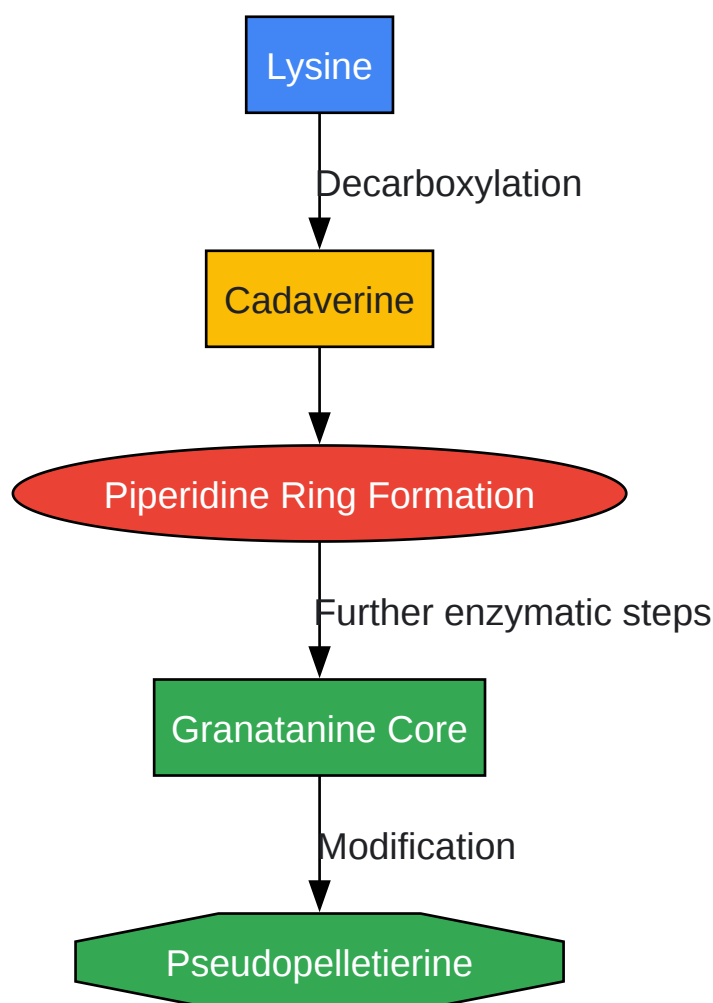 Lysine
Decarboxylation
Cadaverine
Piperidine Ring Formation
Further enzymatic steps
Granatanine Core
Modification
Pseudopelletierine